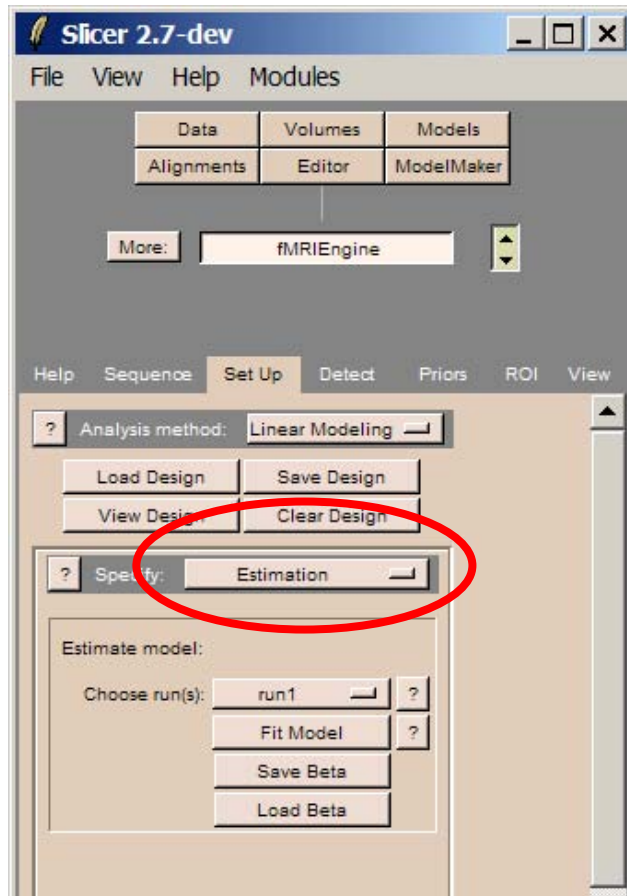 Slicer 2.7-dev
File View Help Modules
Data Volumes Models
Alignments Editor ModelMaker
More: fMRIEngine
Help Sequence Set Up Detect Priors ROI View
? Analysis method: Linear Modeling
Load Design Save Design
View Design Clear Design
? Specify: Estimation
Estimate model:
Choose run(s): run1 ?
Fit Model ?
Save Beta
Load Beta